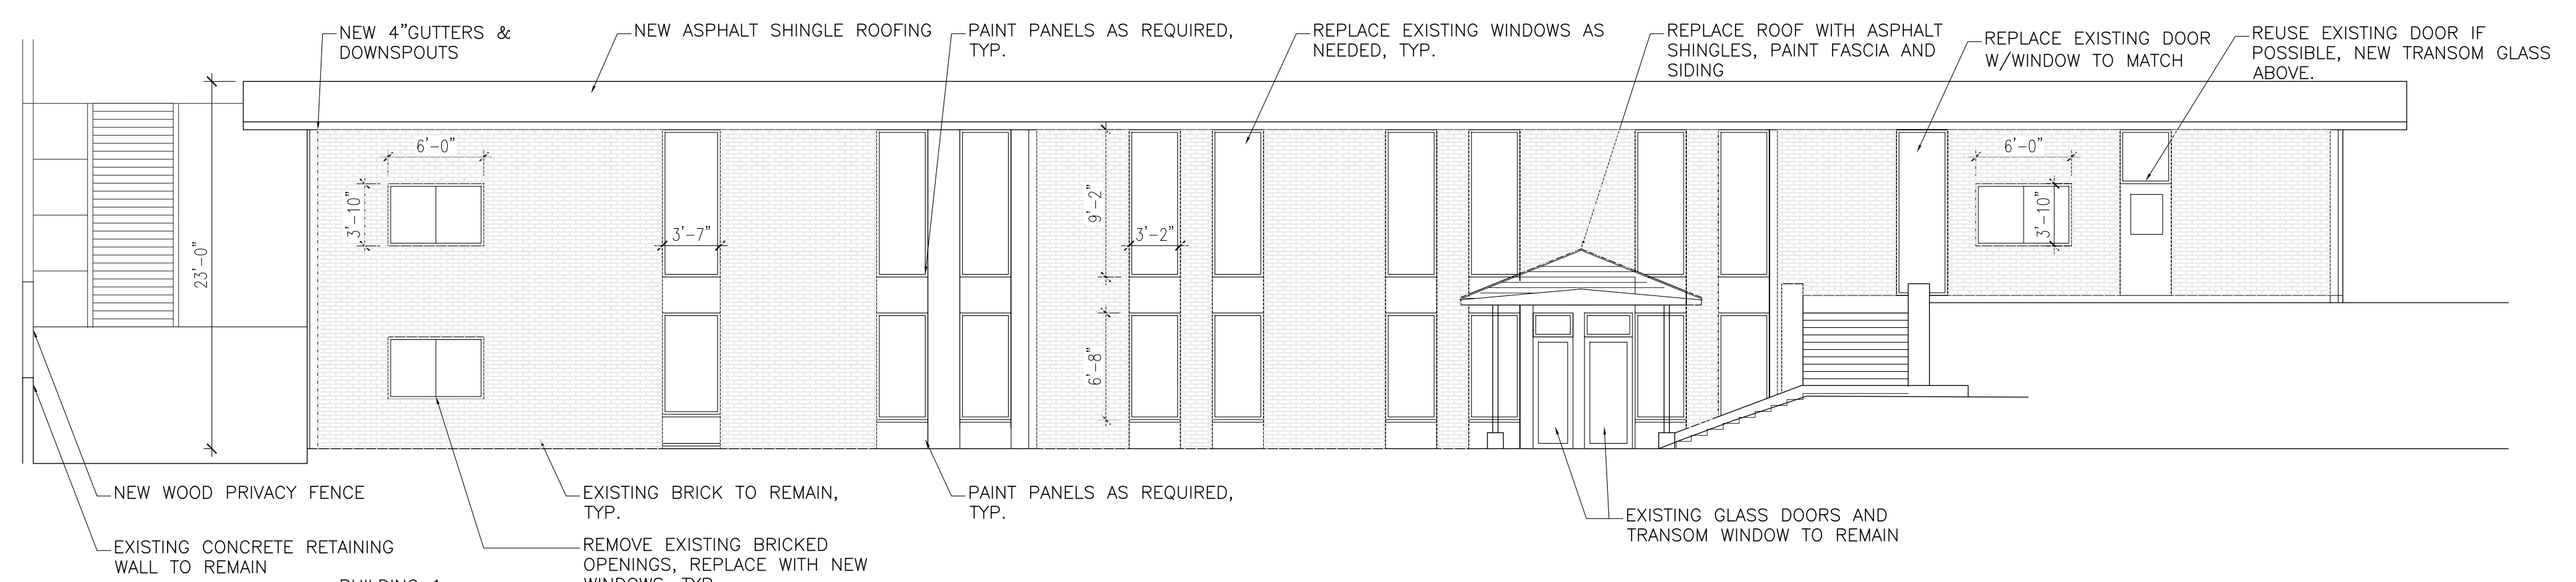 NEW 4"GUTTERS &
DOWNSPOUTS
NEW ASPHALT SHINGLE ROOFING
PAINT PANELS AS REQUIRED,
TYP.
REPLACE EXISTING WINDOWS AS
NEEDED, TYP.
REPLACE ROOF WITH ASPHALT
SHINGLES, PAINT FASCIA AND
SIDING
REPLACE EXISTING DOOR
W/WINDOW TO MATCH
REUSE EXISTING DOOR IF
POSSIBLE, NEW TRANSOM GLASS
ABOVE.
6'-0"
3'-10"
23'-0"
3'-7"
9'-2"
3'-2"
6'-8"
6'-0"
3'-10"
NEW WOOD PRIVACY FENCE
EXISTING CONCRETE RETAINING
WALL TO REMAIN
EXISTING BRICK TO REMAIN,
TYP.
REMOVE EXISTING BRICKED
OPENINGS, REPLACE WITH NEW
WINDOWS, TYP.
PAINT PANELS AS REQUIRED,
TYP.
EXISTING GLASS DOORS AND
TRANSOM WINDOW TO REMAIN
BUILDING 1